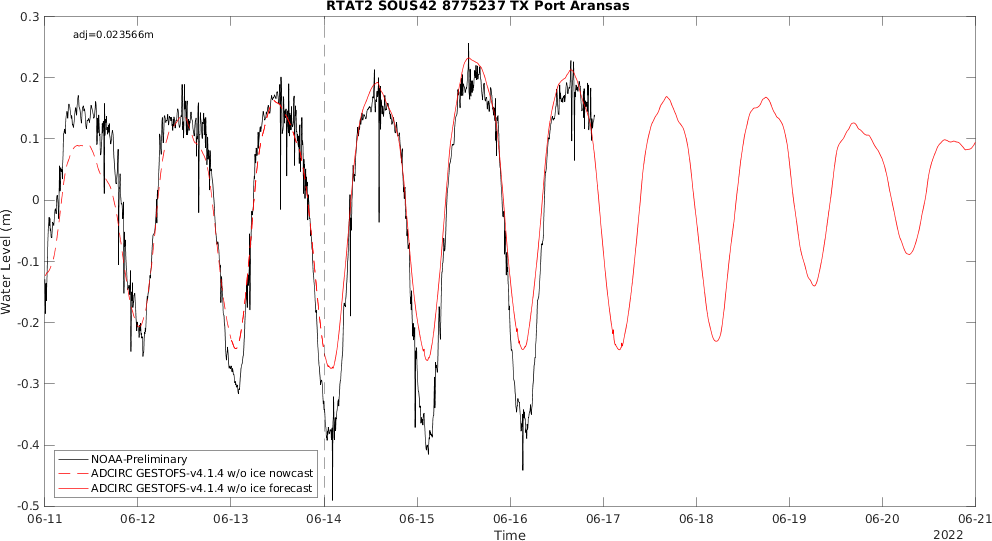 RTAT2 SOUS42 8775237 TX Port Aransas
adj=0.023566m
0.3
0.2
0.1
0
-0.1
-0.2
-0.3
-0.4
-0.5
Water Level (m)
NOAA-Preliminary
ADCIRC GESTOFS-v4.1.4 w/o ice nowcast
ADCIRC GESTOFS-v4.1.4 w/o ice forecast
06-11 06-12 06-13 06-14 06-15 06-16 06-17 06-18 06-19 06-20 06-21
Time
2022